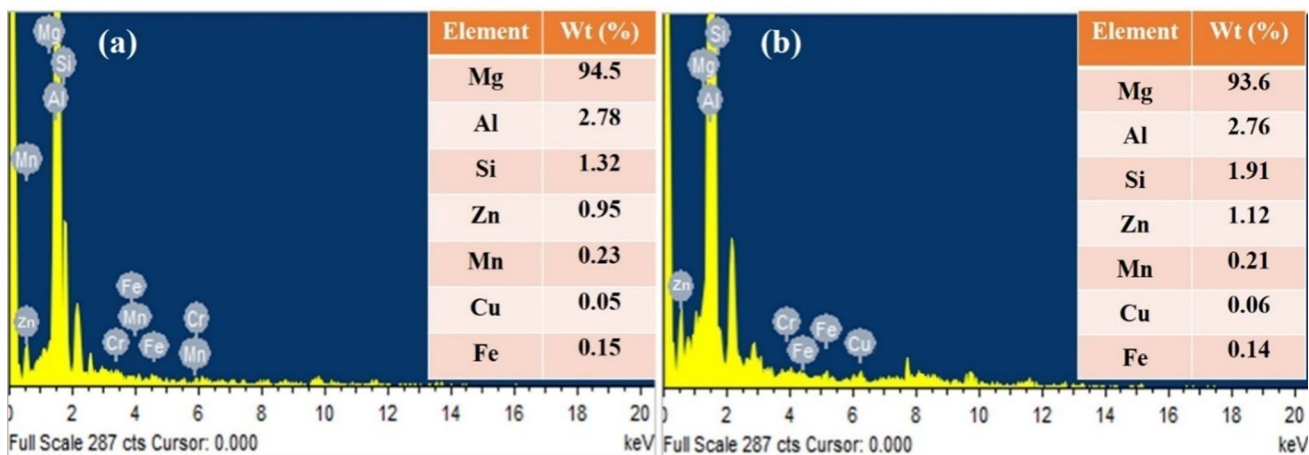 (a)
Mg
Si
Al
Mn
Zn
Fe
Mn
Cr
Cr
Fe
Mn
Element Wt (%)
Mg 94.5
Al 2.78
Si 1.32
Zn 0.95
Mn 0.23
Cu 0.05
Fe 0.15
0 2 4 6 8 10 12 14 16 18 20
Full Scale 287 cts Cursor: 0.000 keV
(b)
Si
Mg
Al
Zn
Cr
Fe
Fe
Cu
Element Wt (%)
Mg 93.6
Al 2.76
Si 1.91
Zn 1.12
Mn 0.21
Cu 0.06
Fe 0.14
0 2 4 6 8 10 12 14 16 18 20
Full Scale 287 cts Cursor: 0.000 keV